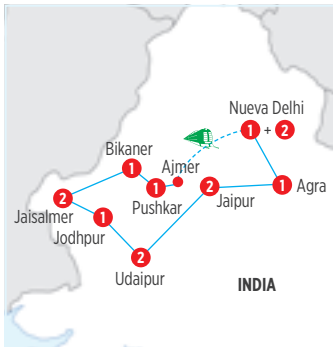 Nueva Delhi
1 + 2
Bikaner
1
Ajmer
1
2
1 Agra
2
Pushkar
Jaipur
Jaisalmer
1
Jodhpur
2
Udaipur
INDIA